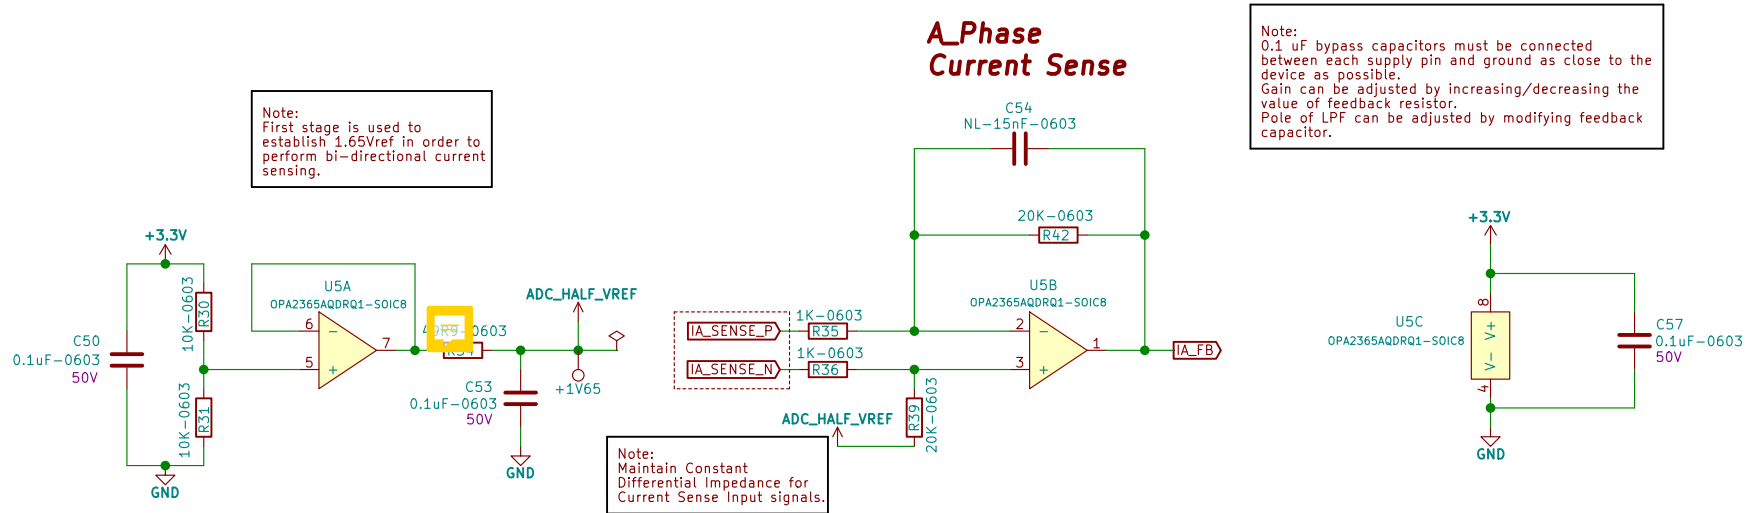 A_Phase
Current Sense
Note:
0.1 uF bypass capacitors must be connected
between each supply pin and ground as close to the
device as possible.
Gain can be adjusted by increasing/decreasing the
value of feedback resistor.
Pole of LPF can be adjusted by modifying feedback
capacitor.
Note:
First stage is used to
establish 1.65Vref in order to
perform bi-directional current
sensing.
C54
NL-15nF-0603
20K-0603
R42
+3.3V
10K-0603
R30
10K-0603
R31
C50
0.1uF-0603
50V
GND
U5A
OPA2365AQDRQ1-SOIC8
6
5
7
-
+
ADC_HALF_VREF
+1V65
C53
0.1uF-0603
50V
GND
IA_SENSE_P
IA_SENSE_N
1K-0603
R35
1K-0603
R36
ADC_HALF_VREF
R39
20K-0603
U5B
OPA2365AQDRQ1-SOIC8
2
3
1
-
+
IA_FB
Note:
Maintain Constant
Differential Impedance for
Current Sense Input signals.
+3.3V
U5C
OPA2365AQDRQ1-SOIC8
8
V+
V-
4
C57
0.1uF-0603
50V
GND